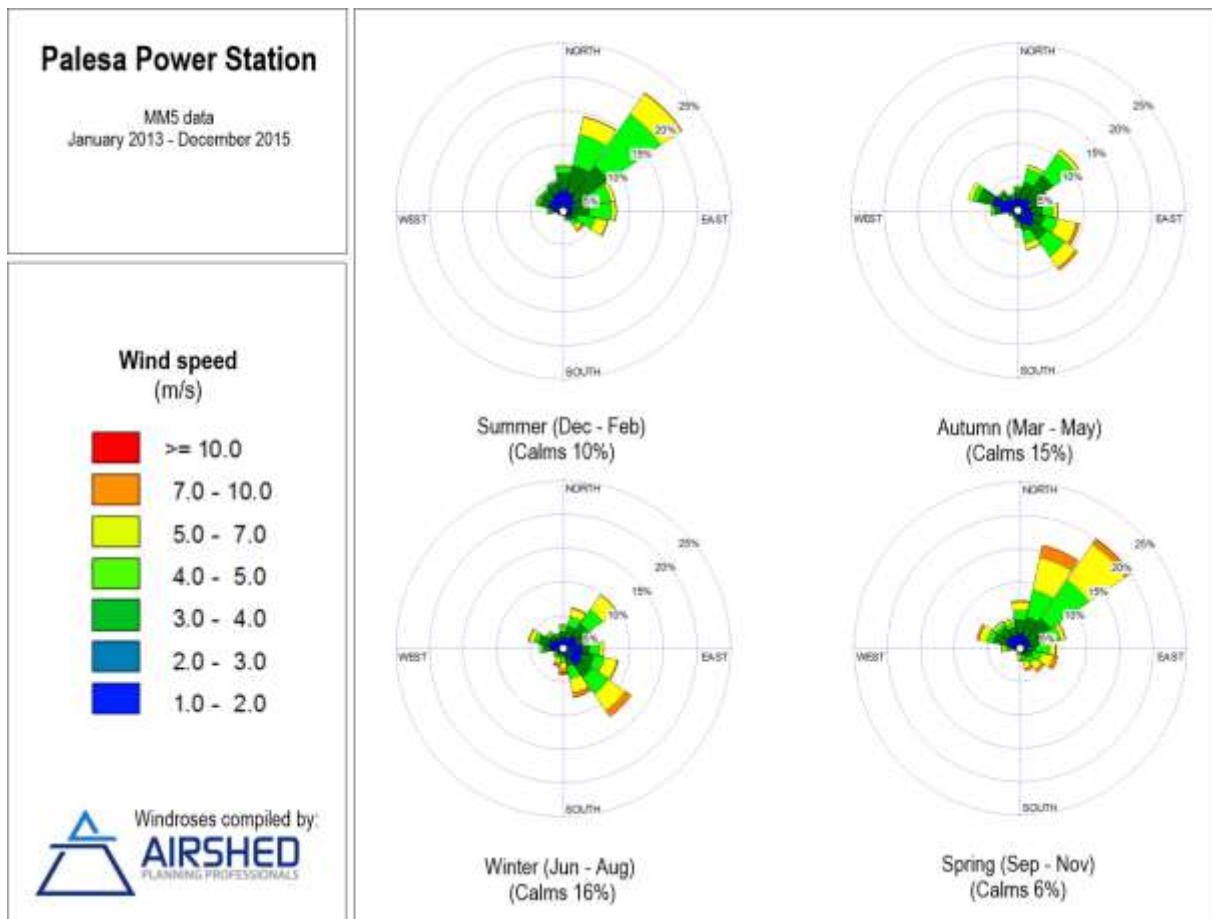 Palesa Power Station
MM5 data
January 2013 - December 2015
Wind speed
(m/s)
>= 10.0
7.0 - 10.0
5.0 - 7.0
4.0 - 5.0
3.0 - 4.0
2.0 - 3.0
1.0 - 2.0
Windroses compiled by:
AIRSHED
PLANNING PROFESSIONALS
NORTH
25%
20%
15%
10%
5%
WEST
EAST
SOUTH
Summer (Dec - Feb)
(Calms 10%)
NORTH
25%
20%
15%
10%
5%
WEST
EAST
SOUTH
Autumn (Mar - May)
(Calms 15%)
NORTH
25%
20%
15%
10%
5%
WEST
EAST
SOUTH
Winter (Jun - Aug)
(Calms 16%)
NORTH
25%
20%
15%
10%
5%
WEST
EAST
SOUTH
Spring (Sep - Nov)
(Calms 6%)